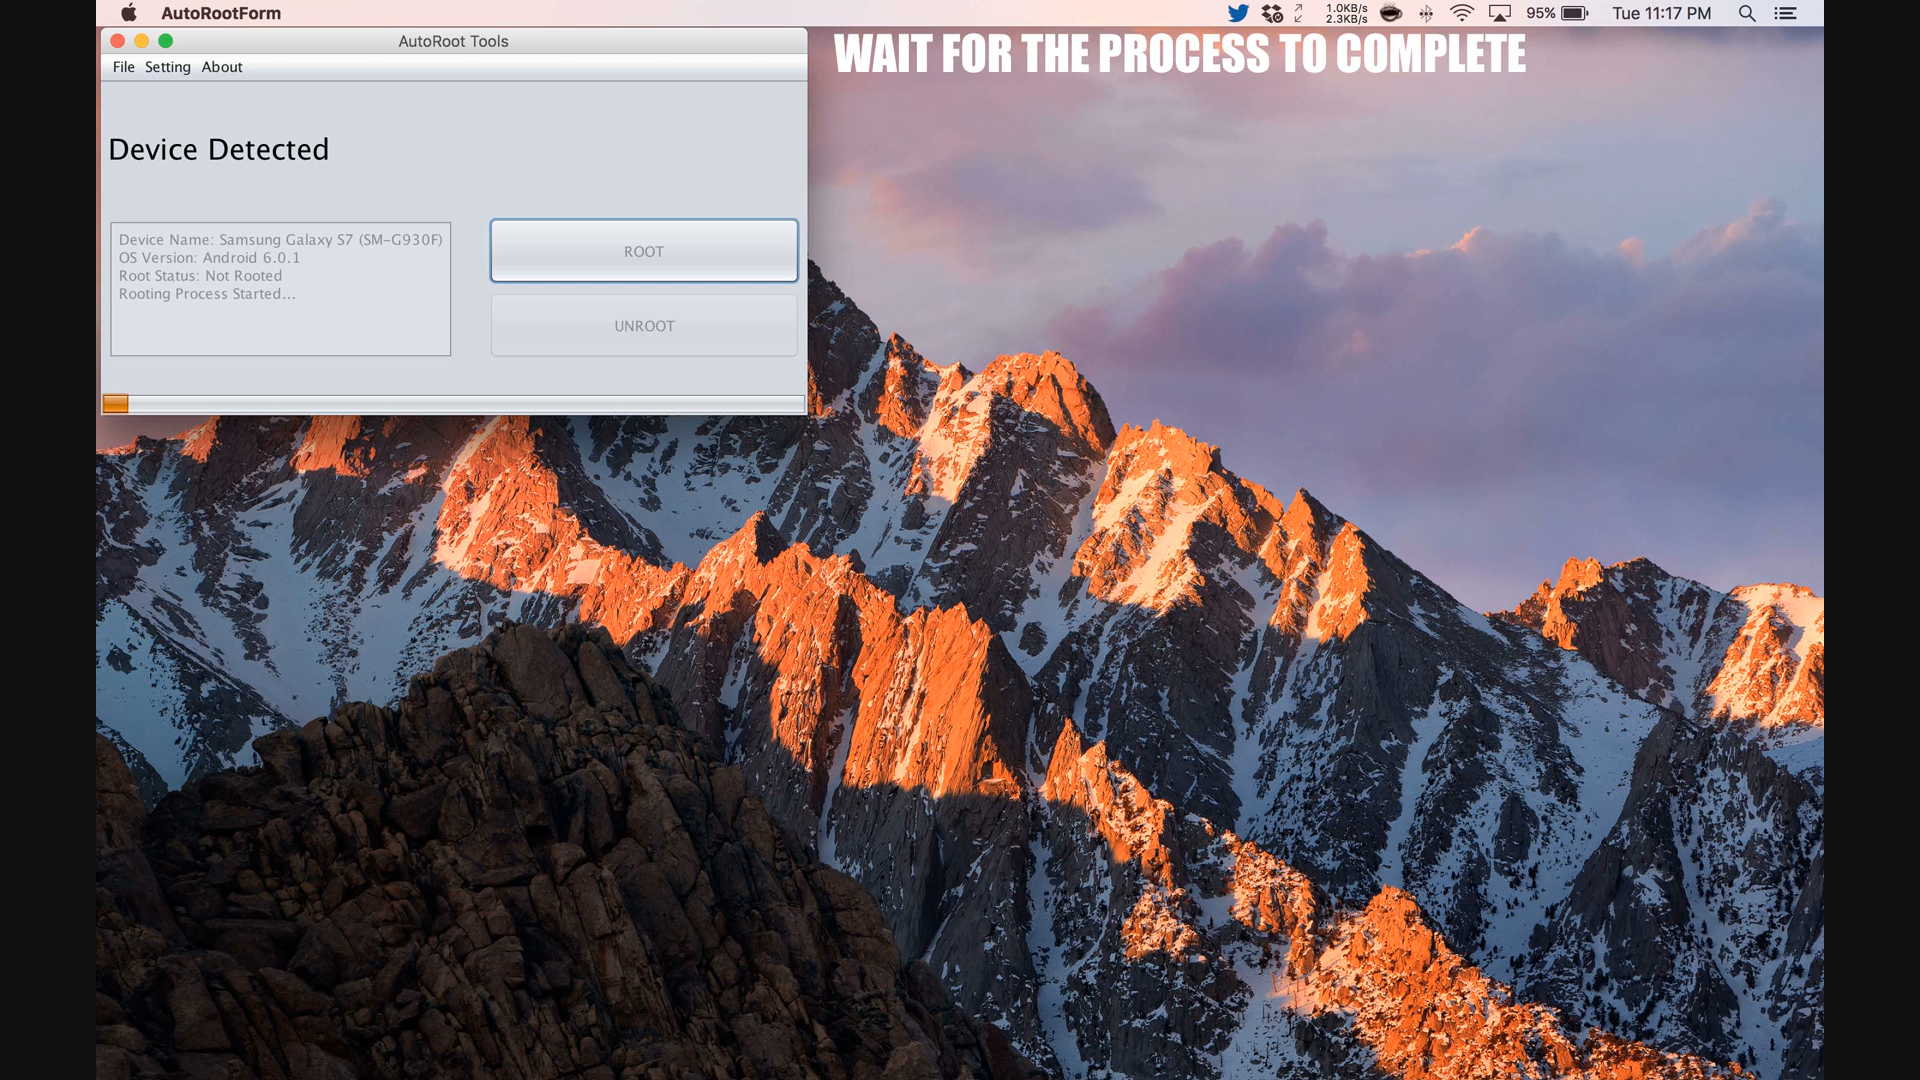 AutoRootForm
1.0KB/s
2.3KB/s
95%
Tue 11:17 PM
AutoRoot Tools
WAIT FOR THE PROCESS TO COMPLETE
File Setting About
Device Detected
Device Name: Samsung Galaxy S7 (SM-G930F)
OS Version: Android 6.0.1
Root Status: Not Rooted
Rooting Process Started...
ROOT
UNROOT